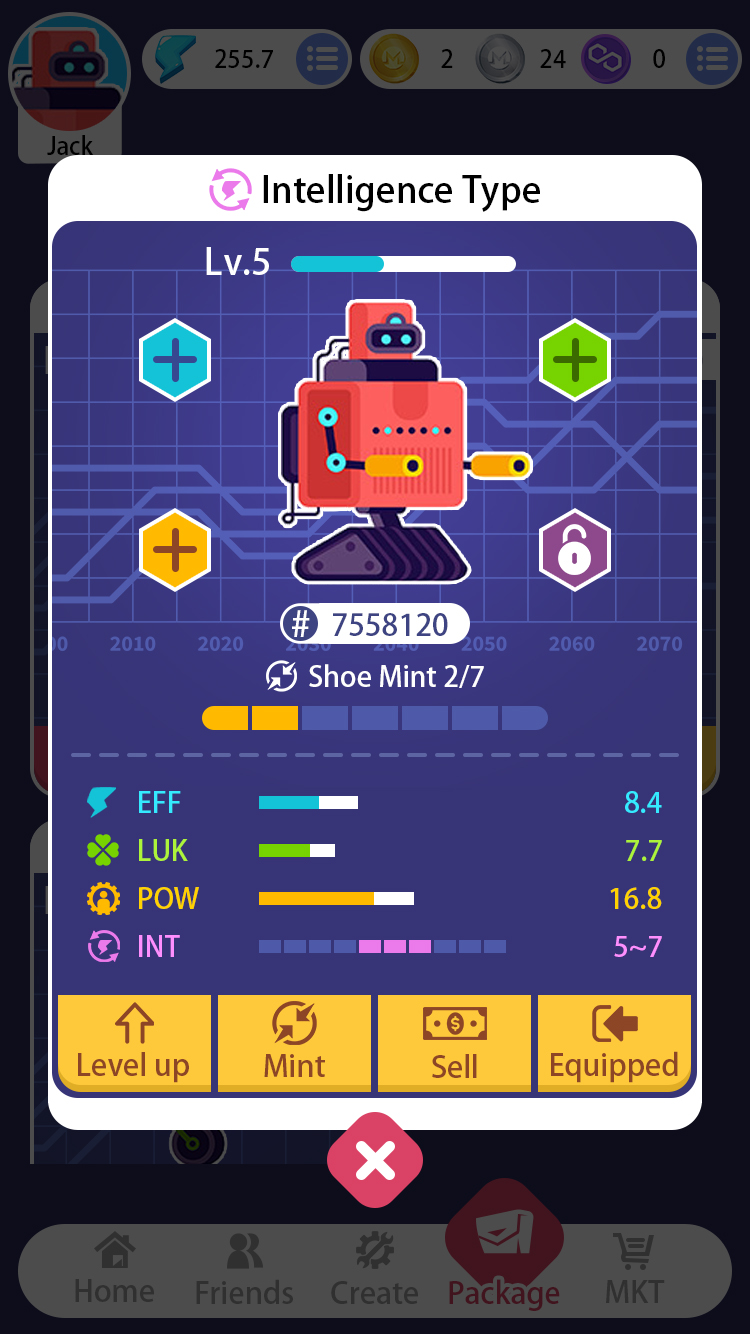 255.7
2
24
0
Jack
Intelligence Type
Lv.5
# 7558120
2010 2020 2040 2050 2060 2070
Shoe Mint 2/7
EFF 8.4
LUK 7.7
POW 16.8
INT 5~7
Level up Mint Sell Equipped
Home Friends Create Package MKT